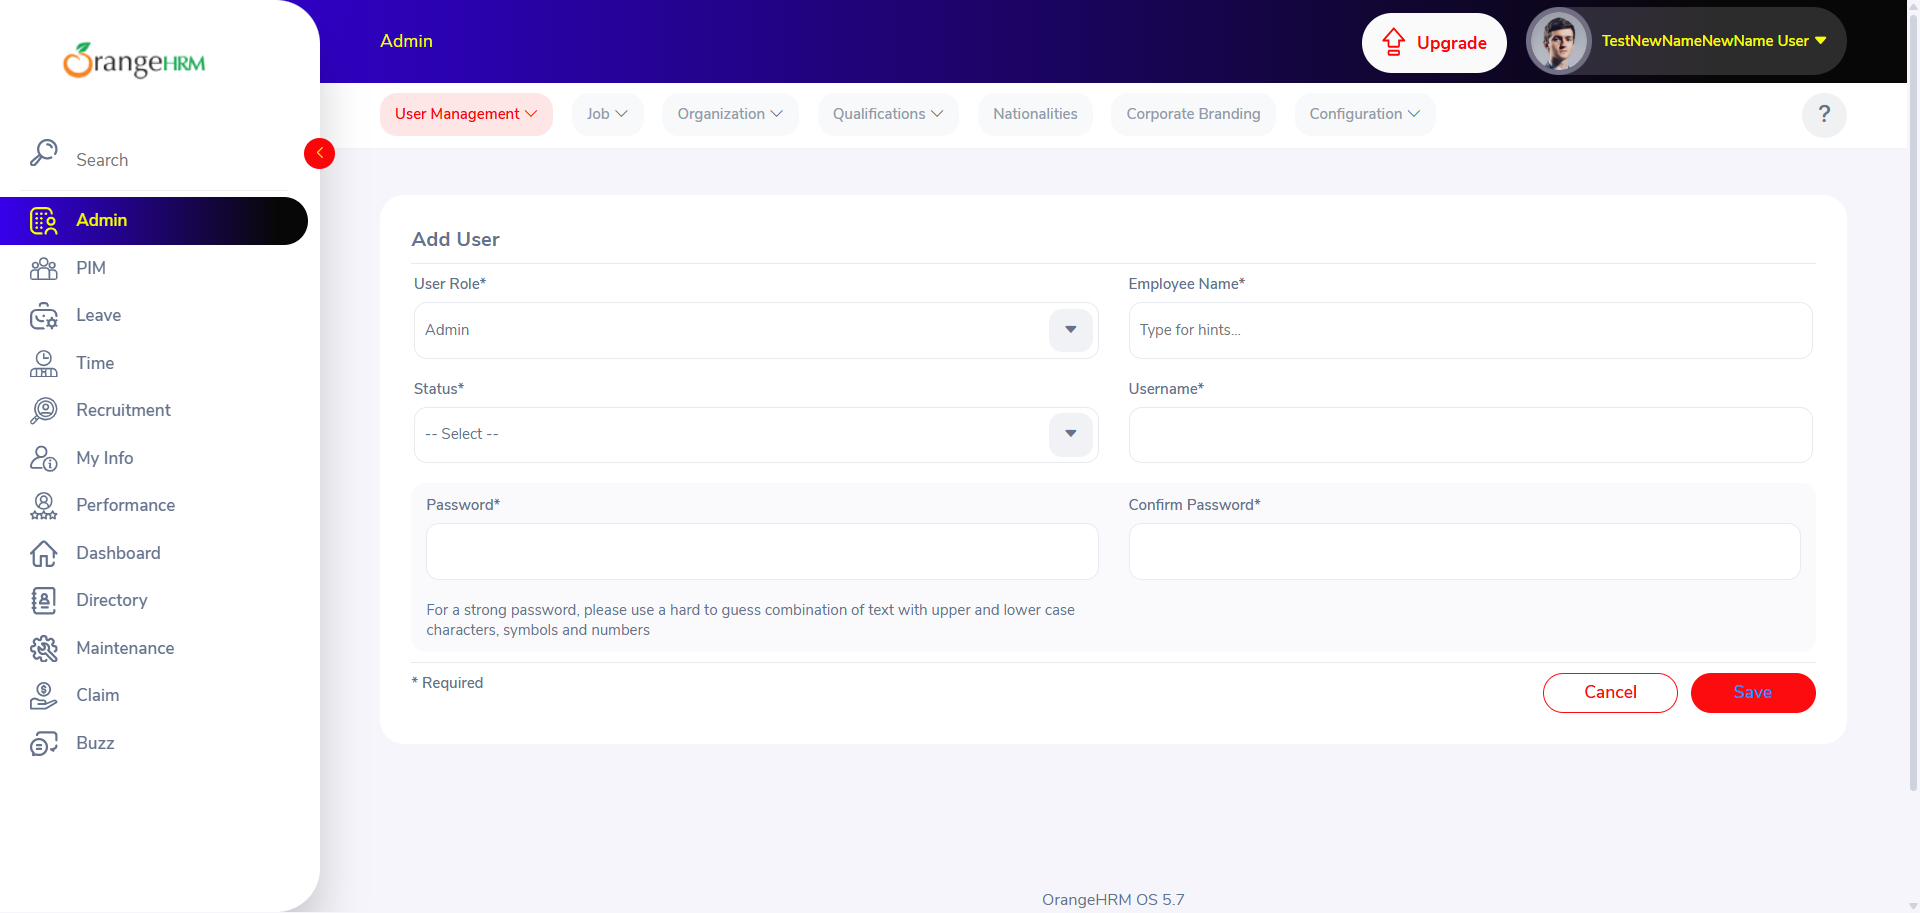 OrangeHRM
Admin
Upgrade
TestNewNameNewName User
User Management
Job
Organization
Qualifications
Nationalities
Corporate Branding
Configuration
?
Search
Admin
PIM
Leave
Time
Recruitment
My Info
Performance
Dashboard
Directory
Maintenance
Claim
Buzz
Add User
User Role*
Employee Name*
Admin
Type for hints...
Status*
Username*
-- Select --
Password*
Confirm Password*
For a strong password, please use a hard to guess combination of text with upper and lower case
characters, symbols and numbers
* Required
Cancel
Save
OrangeHRM OS 5.7